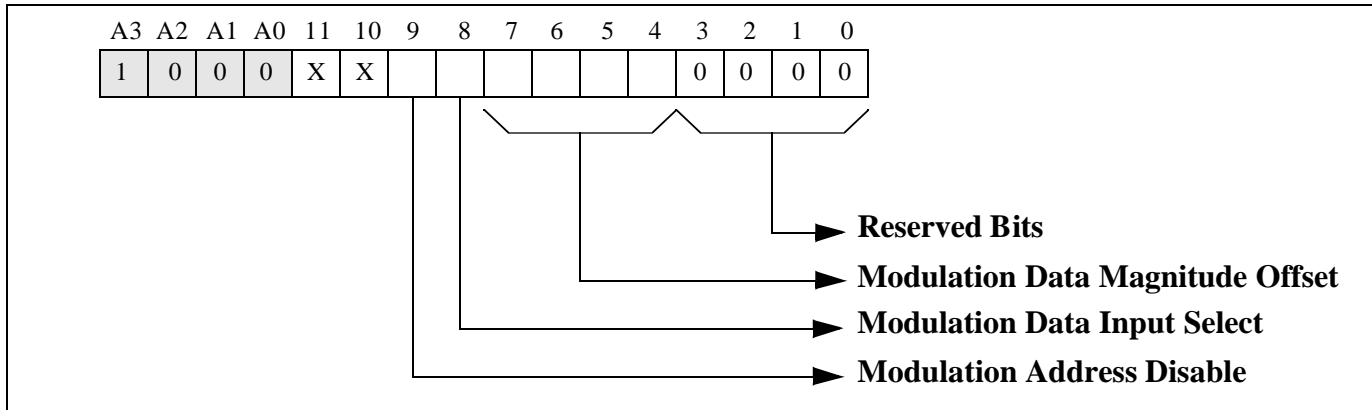 A3 A2 A1 A0 11 10 9 8 7 6 5 4 3 2 1 0
1 0 0 0 X X 0 0 0 0
Reserved Bits
Modulation Data Magnitude Offset
Modulation Data Input Select
Modulation Address Disable